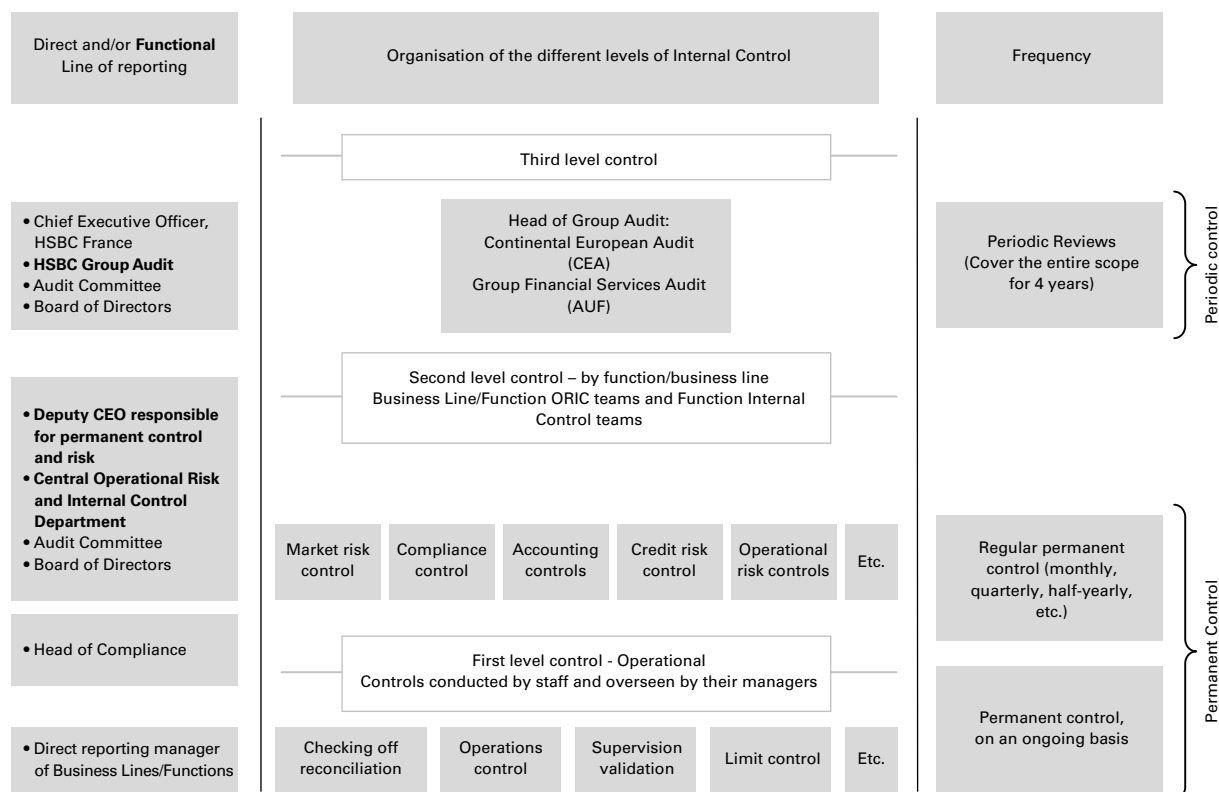 Direct and/or Functional
Line of reporting
Organisation of the different levels of Internal Control
Frequency
Third level control
• Chief Executive Officer,
HSBC France
• HSBC Group Audit
• Audit Committee
• Board of Directors
Head of Group Audit:
Continental European Audit
(CEA)
Group Financial Services Audit
(AUF)
Periodic Reviews
(Cover the entire scope
for 4 years)
Periodic control
Second level control – by function/business line
Business Line/Function ORIC teams and Function Internal
Control teams
• Deputy CEO responsible
for permanent control
and risk
• Central Operational Risk
and Internal Control
Department
• Audit Committee
• Board of Directors
Market risk
control
Compliance
control
Accounting
controls
Credit risk
control
Operational
risk controls
Etc.
Regular permanent
control (monthly,
quarterly, half-yearly,
etc.)
• Head of Compliance
First level control - Operational
Controls conducted by staff and overseen by their managers
Permanent Control
Permanent control,
on an ongoing basis
• Direct reporting manager
of Business Lines/Functions
Checking off
reconciliation
Operations
control
Supervision
validation
Limit control
Etc.